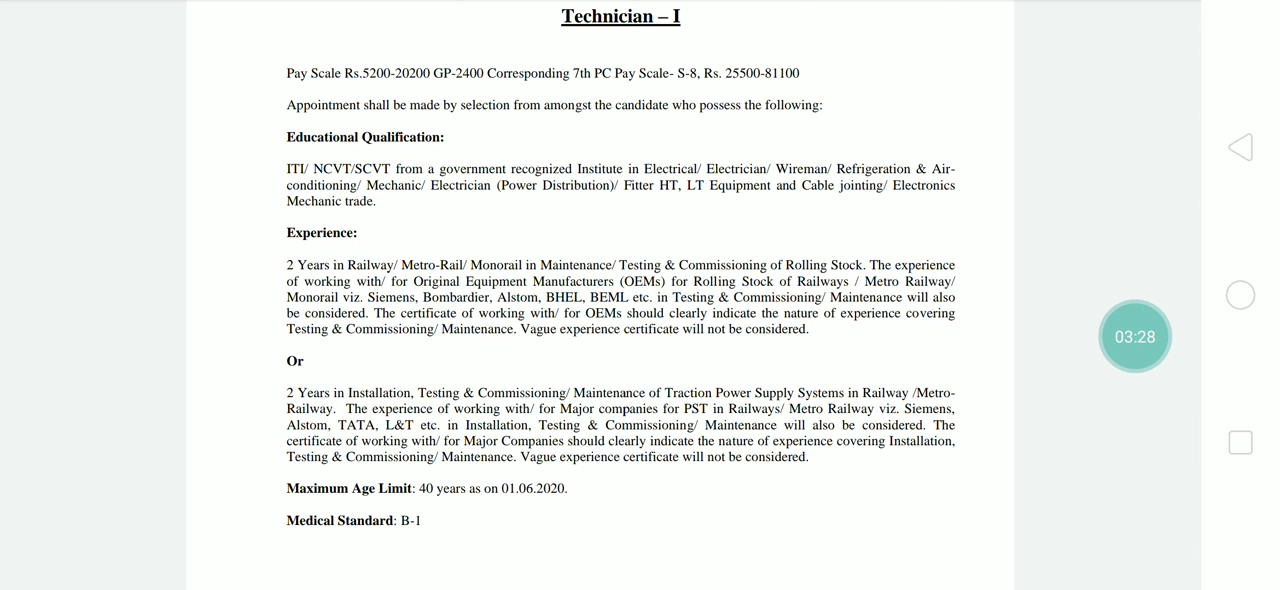 Technician – I
Pay Scale Rs.5200-20200 GP-2400 Corresponding 7th PC Pay Scale- S-8, Rs. 25500-81100
Appointment shall be made by selection from amongst the candidate who possess the following:
Educational Qualification:
ITI/ NCVT/SCVT from a government recognized Institute in Electrical/ Electrician/ Wireman/ Refrigeration & Air-
conditioning/ Mechanic/ Electrician (Power Distribution)/ Fitter HT, LT Equipment and Cable jointing/ Electronics
Mechanic trade.
Experience:
2 Years in Railway/ Metro-Rail/ Monorail in Maintenance/ Testing & Commissioning of Rolling Stock. The experience
of working with/ for Original Equipment Manufacturers (OEMs) for Rolling Stock of Railways / Metro Railway/
Monorail viz. Siemens, Bombardier, Alstom, BHEL, BEML etc. in Testing & Commissioning/ Maintenance will also
be considered. The certificate of working with/ for OEMs should clearly indicate the nature of experience covering
Testing & Commissioning/ Maintenance. Vague experience certificate will not be considered.
Or
2 Years in Installation, Testing & Commissioning/ Maintenance of Traction Power Supply Systems in Railway /Metro-
Railway. The experience of working with/ for Major companies for PST in Railways/ Metro Railway viz. Siemens,
Alstom, TATA, L&T etc. in Installation, Testing & Commissioning/ Maintenance will also be considered. The
certificate of working with/ for Major Companies should clearly indicate the nature of experience covering Installation,
Testing & Commissioning/ Maintenance. Vague experience certificate will not be considered.
Maximum Age Limit: 40 years as on 01.06.2020.
Medical Standard: B-1
03:28